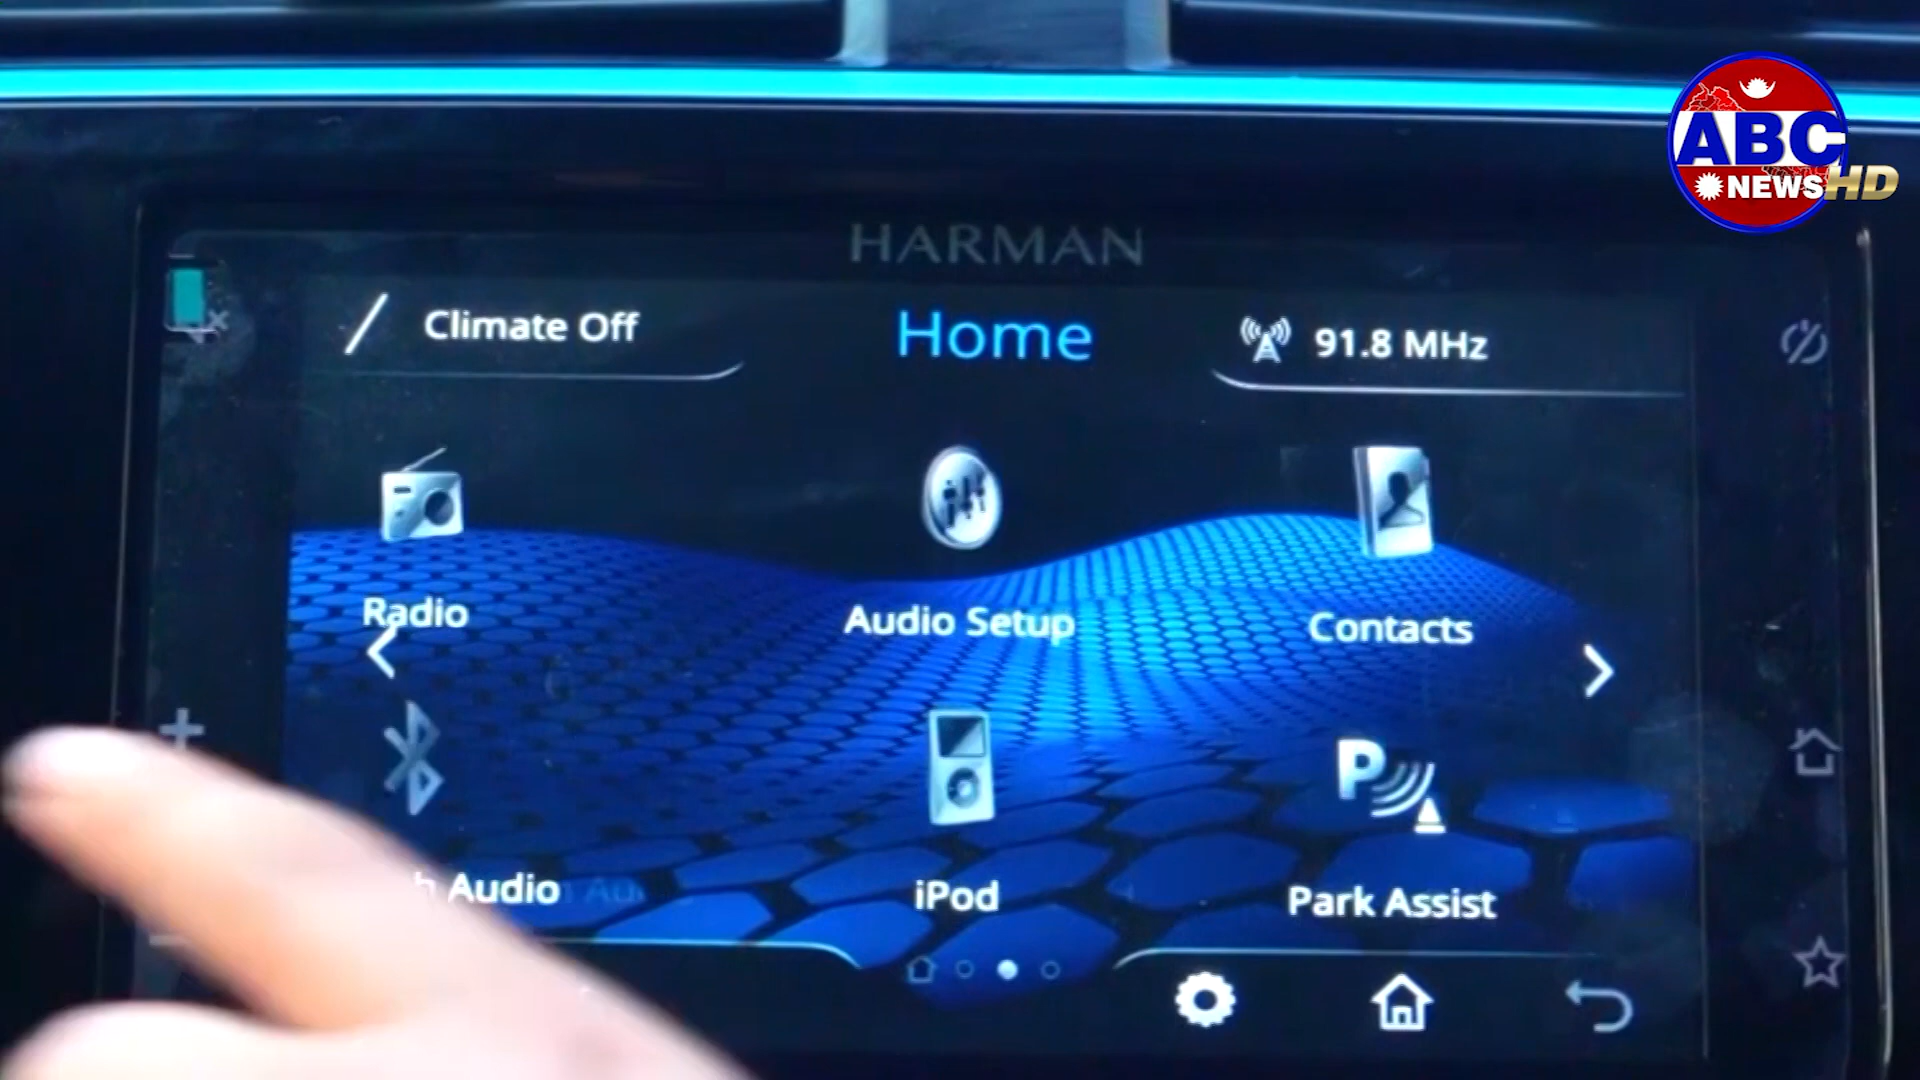 ABC
NEWS HD
HARMAN
Climate Off
Home
91.8 MHz
Radio
Audio Setup
Contacts
Audio
iPod
Park Assist